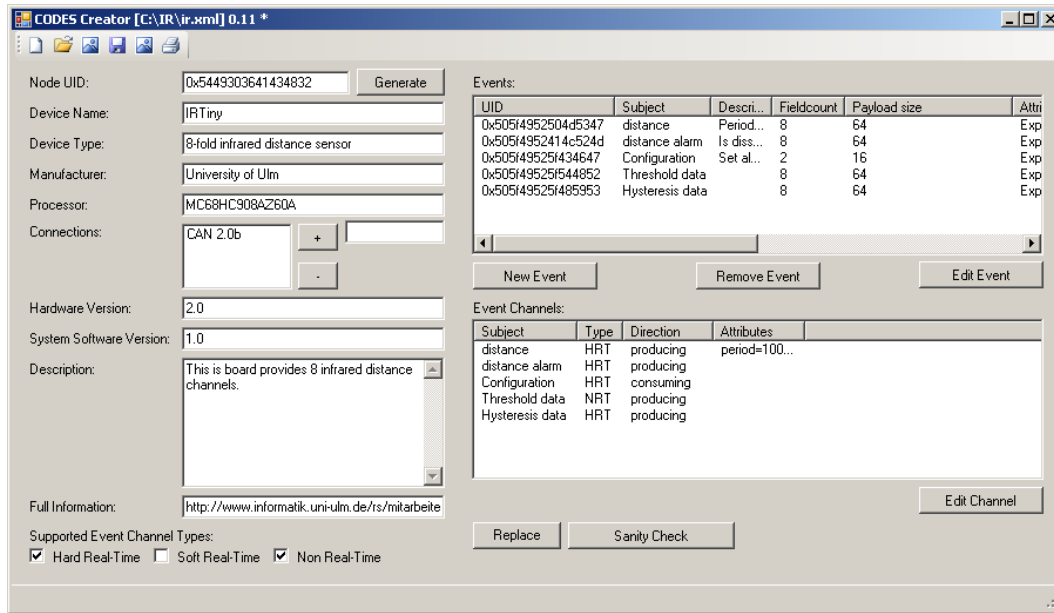 CODES Creator [C:\IR\ir.xml] 0.11 *
Node UID: 0x5449303641434832 Generate
Device Name: IRTiny
Device Type: 8-fold infrared distance sensor
Manufacturer: University of Ulm
Processor: MC68HC908AZ60A
Connections: CAN 2.0b +
-
Hardware Version: 2.0
System Software Version: 1.0
Description: This is board provides 8 infrared distance
channels.
Full Information: http://www.informatik.uni-ulm.de/rs/mitarbeite
Supported Event Channel Types:
Hard Real-Time Soft Real-Time Non Real-Time
Events:
UID Subject Descri... Fieldcount Payload size Attri
0x505f4952504d5347 distance Period... 8 64 Exp
0x505f4952414c524d distance alarm Is diss... 8 64 Exp
0x505f49525f434647 Configuration Set al... 2 16 Exp
0x505f49525f544852 Threshold data 8 64 Exp
0x505f49525f485953 Hysteresis data 8 64 Exp
New Event Remove Event Edit Event
Event Channels:
Subject Type Direction Attributes
distance HRT producing period=100...
distance alarm HRT producing
Configuration HRT consuming
Threshold data NRT producing
Hysteresis data HRT producing
Edit Channel
Replace Sanity Check